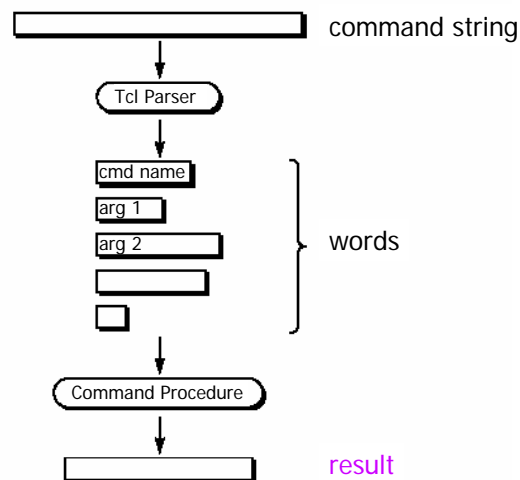 command string
Tcl Parser
cmd name
arg 1
arg 2
words
Command Procedure
result